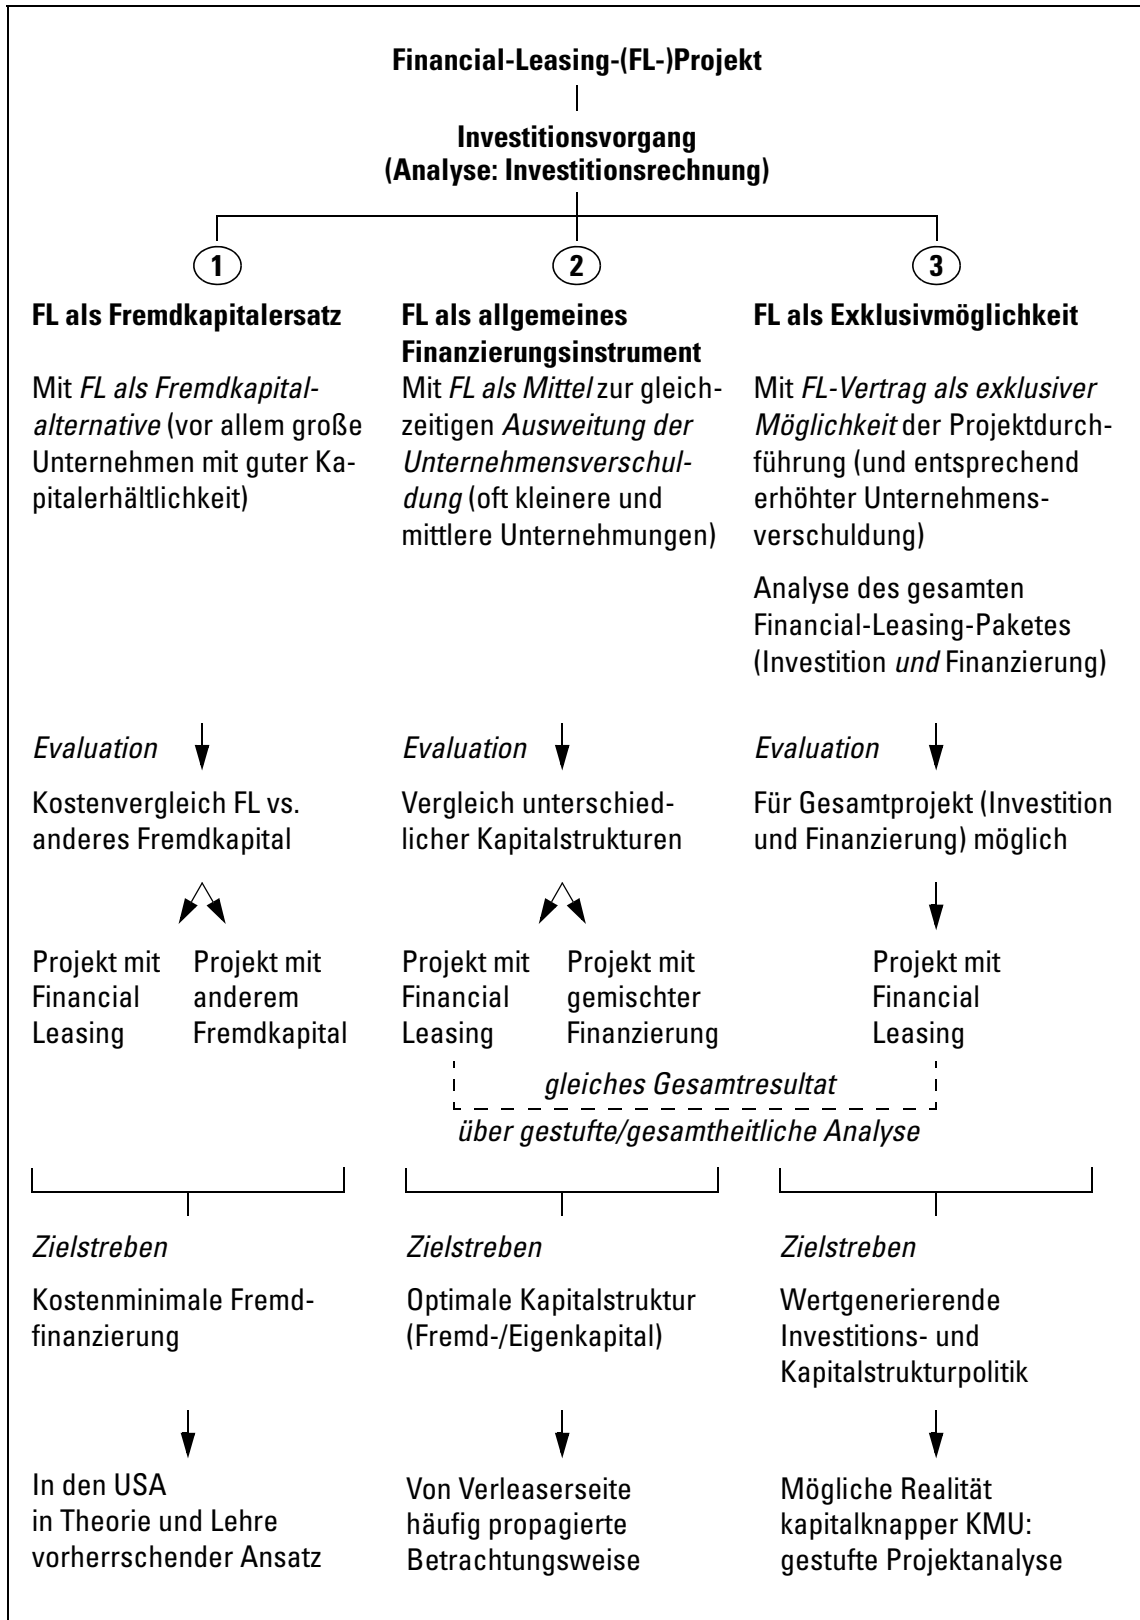 Financial-Leasing-(FL-)Projekt
Investitionsvorgang
(Analyse: Investitionsrechnung)
1
FL als Fremdkapitalersatz
Mit FL als Fremdkapital-
alternative (vor allem große
Unternehmen mit guter Ka-
pitalerhältlichkeit)
Evaluation
Kostenvergleich FL vs.
anderes Fremdkapital
Projekt mit
Financial
Leasing
Projekt mit
anderem
Fremdkapital
Zielstreben
Kostenminimale Fremd-
finanzierung
In den USA
in Theorie und Lehre
vorherrschender Ansatz
2
FL als allgemeines
Finanzierungsinstrument
Mit FL als Mittel zur gleich-
zeitigen Ausweitung der
Unternehmensverschul-
dung (oft kleinere und
mittlere Unternehmungen)
Evaluation
Vergleich unterschied-
licher Kapitalstrukturen
Projekt mit
Financial
Leasing
Projekt mit
gemischter
Finanzierung
gleiches Gesamtresultat
über gestufte/gesamtheitliche Analyse
Zielstreben
Optimale Kapitalstruktur
(Fremd-/Eigenkapital)
Von Verleaserseite
häufig propagierte
Betrachtungsweise
3
FL als Exklusivmöglichkeit
Mit FL-Vertrag als exklusiver
Möglichkeit der Projektdurch-
führung (und entsprechend
erhöhter Unternehmens-
verschuldung)
Analyse des gesamten
Financial-Leasing-Paketes
(Investition und Finanzierung)
Evaluation
Für Gesamtprojekt (Investition
und Finanzierung) möglich
Projekt mit
Financial
Leasing
Zielstreben
Wertgenerierende
Investitions- und
Kapitalstrukturpolitik
Mögliche Realität
kapitalknapper KMU:
gestufte Projektanalyse